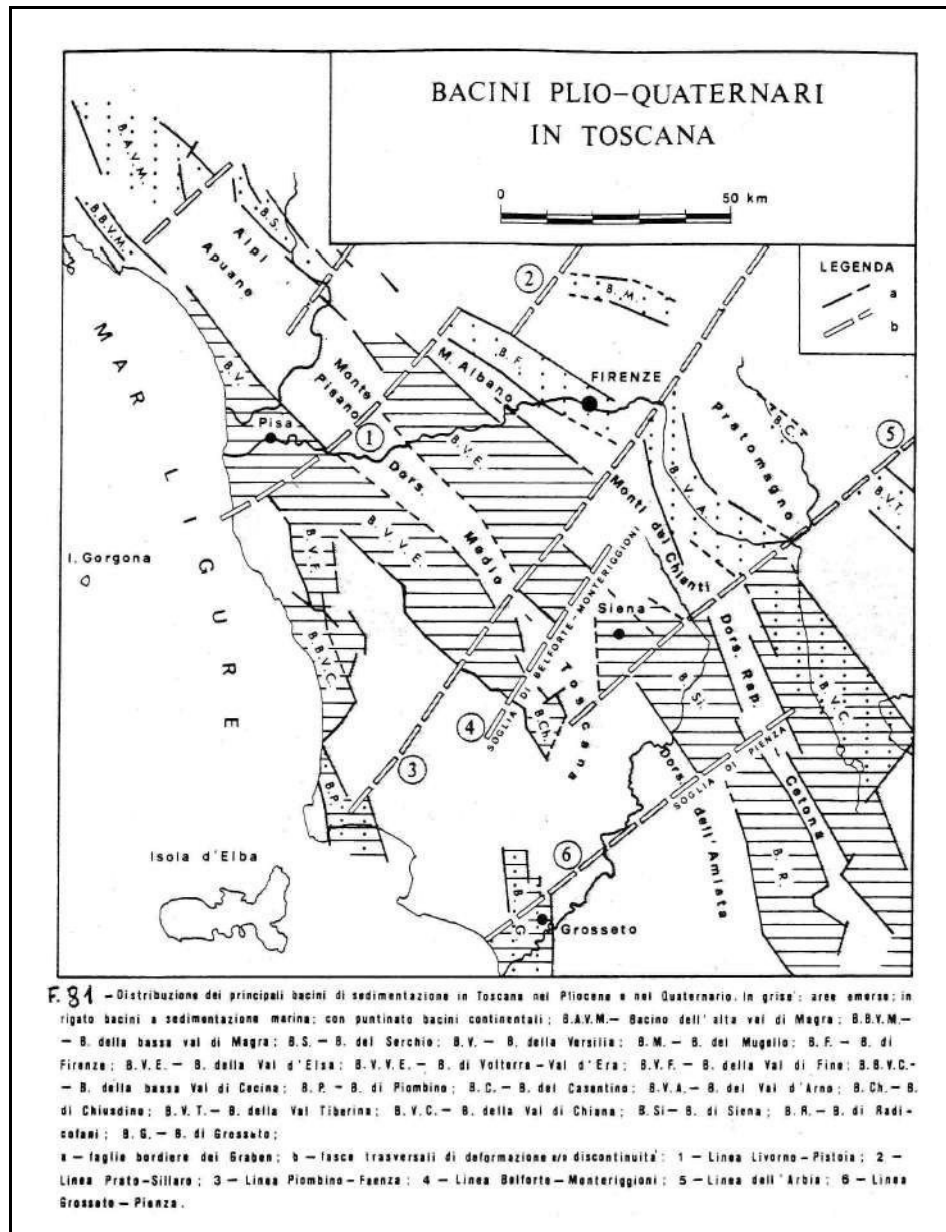 BACINI PLIO-QUATERNARI
IN TOSCANA
0
50 km
LEGENDA
a
b
B.A.V.M.
B.B.V.M.
B.S.
Alpi
Apuane
MAR LIGURE
B.V.
Pisa
Monte
Pisano
1
2
B.M.
B.F.
M. Albano
FIRENZE
Pratomagno
B.C.
5
B.V.T.
B.V.E.
B.V.A.
Dors.
Medio
Toscana
Monti del Chianti
I. Gorgona
B.V.F.
B.V.V.E.
B.B.V.C.
Siena
SOGLIA DI BELFORTE-MONTERIGGIONI
4
B.Ch.
B.Si.
Dors. Rap.
Cetona
B.V.C.
3
B.P.
SOGLIA DI PIENZA
Dors.
dell'Amiata
B.R.
Isola d'Elba
6
B.G.
Grosseto
F.81 -Distribuzione dei principali bacini di sedimentazione in Toscana nel Pliocene e nel Quaternario. In grise': aree emerse; in
rigato bacini a sedimentazione marina; con puntinato bacini continentali; B.A.V.M.— Bacino dell'alta val di Magra; B.B.V.M.—
— B. della bassa val di Magra; B.S.— B. del Serchio; B.V.— B. della Versilia; B.M.— B. del Mugello; B.F.— B. di
Firenze; B.V.E.— B. della Val d'Elsa; B.V.V.E.— B. di Volterra-Val d'Era; B.V.F.— B. della Val di Fine; B.B.V.C.-
— B. della bassa Val di Cecina; B.P.— B. di Piombino; B.C.— B. del Casentino; B.V.A.— B. del Val d'Arno; B.Ch.— B.
di Chiusdino; B.V.T.— B. della Val Tiberina; B.V.C.— B. della Val di Chiana; B.Si— B. di Siena; B.R.— B. di Radi-
cofani; B.G.— B. di Grosseto;
a — faglie bordiere dei Graben; b — fasce trasversali di deformazione e/o discontinuita': 1 — Linea Livorno-Pistoia; 2 —
Linea Prato-Sillaro; 3 — Linea Piombino-Faenza; 4 — Linea Belforte-Monteriggioni; 5 — Linea dell'Arbia; 6 — Linea
Grosseto-Pienza.